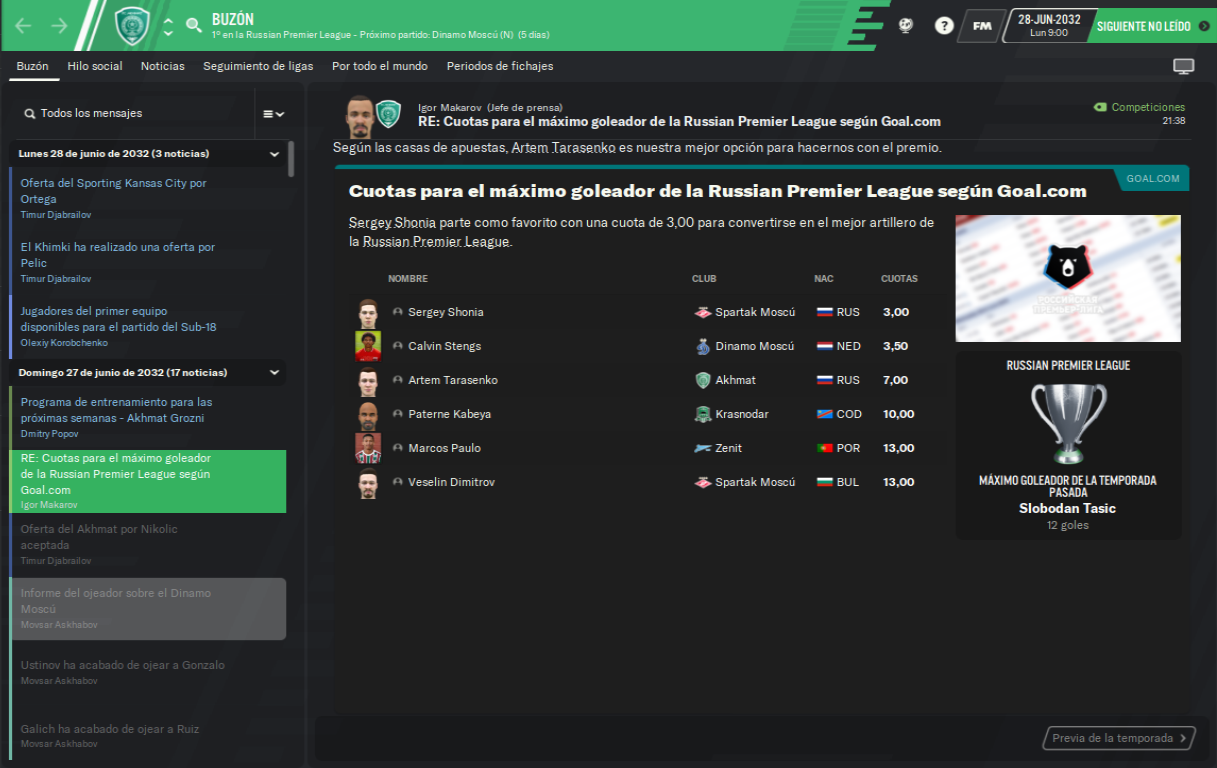 BUZÓN
1º en la Russian Premier League - Próximo partido: Dinamo Moscú (N) (5 días)
?
FM
28-JUN-2032
Lun 9:00
SIGUIENTE NO LEÍDO
Buzón
Hilo social
Noticias
Seguimiento de ligas
Por todo el mundo
Periodos de fichajes
Todos los mensajes
Lunes 28 de junio de 2032 (3 noticias)
Oferta del Sporting Kansas City por
Ortega
Timur Djabrailov
El Khimki ha realizado una oferta por
Pelic
Timur Djabrailov
Jugadores del primer equipo
disponibles para el partido del Sub-18
Olexiy Korobchenko
Domingo 27 de junio de 2032 (17 noticias)
Programa de entrenamiento para las
próximas semanas - Akhmat Grozni
Dmitry Popov
RE: Cuotas para el máximo goleador
de la Russian Premier League según
Goal.com
Igor Makarov
Oferta del Akhmat por Nikolic
aceptada
Timur Djabrailov
Informe del ojeador sobre el Dinamo
Moscú
Movsar Askhabov
Ustinov ha acabado de ojear a Gonzalo
Movsar Askhabov
Galich ha acabado de ojear a Ruiz
Movsar Askhabov
Igor Makarov (Jefe de prensa)
RE: Cuotas para el máximo goleador de la Russian Premier League según Goal.com
Competiciones
21:38
Según las casas de apuestas, Artem Tarasenko es nuestra mejor opción para hacernos con el premio.
GOAL.COM
Cuotas para el máximo goleador de la Russian Premier League según Goal.com
Sergey Shonia parte como favorito con una cuota de 3,00 para convertirse en el mejor artillero de
la Russian Premier League.
NOMBRE CLUB NAC CUOTAS
Sergey Shonia Spartak Moscú RUS 3,00
Calvin Stengs Dinamo Moscú NED 3,50
Artem Tarasenko Akhmat RUS 7,00
Paterne Kabeya Krasnodar COD 10,00
Marcos Paulo Zenit POR 13,00
Veselin Dimitrov Spartak Moscú BUL 13,00
РОССИЙСКАЯ
ПРЕМЬЕР-ЛИГА
RUSSIAN PREMIER LEAGUE
MÁXIMO GOLEADOR DE LA TEMPORADA
PASADA
Slobodan Tasic
12 goles
Previa de la temporada